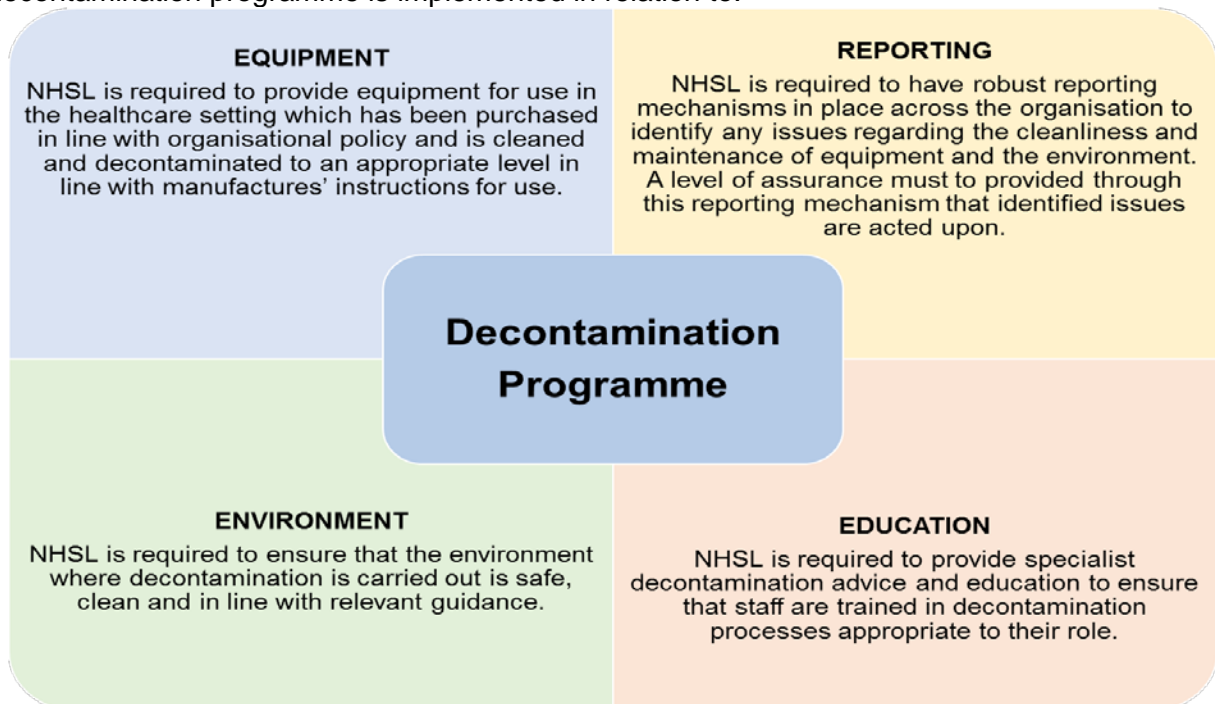 decontamination programme is implemented in relation to:
EQUIPMENT
NHSL is required to provide equipment for use in
the healthcare setting which has been purchased
in line with organisational policy and is cleaned
and decontaminated to an appropriate level in
line with manufactures’ instructions for use.
REPORTING
NHSL is required to have robust reporting
mechanisms in place across the organisation to
identify any issues regarding the cleanliness and
maintenance of equipment and the environment.
A level of assurance must to provided through
this reporting mechanism that identified issues
are acted upon.
Decontamination
Programme
ENVIRONMENT
NHSL is required to ensure that the environment
where decontamination is carried out is safe,
clean and in line with relevant guidance.
EDUCATION
NHSL is required to provide specialist
decontamination advice and education to ensure
that staff are trained in decontamination
processes appropriate to their role.